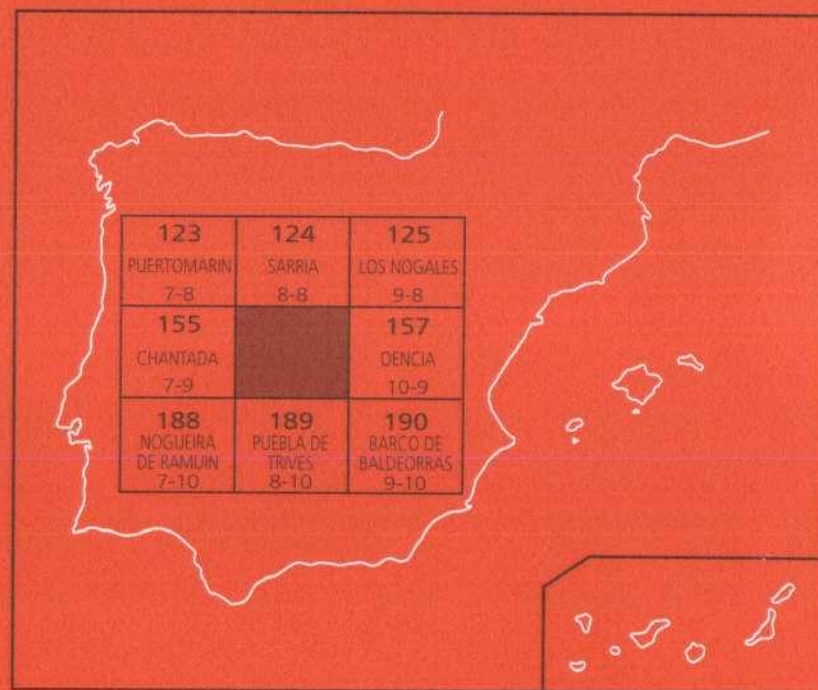 123
PUERTOMARIN
7-8
124
SARRIA
8-8
125
LOS NOGALES
9-8
155
CHANTADA
7-9
157
OENCIA
10-9
188
NOGUEIRA
DE RAMUIN
7-10
189
PUEBLA DE
TRIVES
8-10
190
BARCO DE
BALDEORRAS
9-10